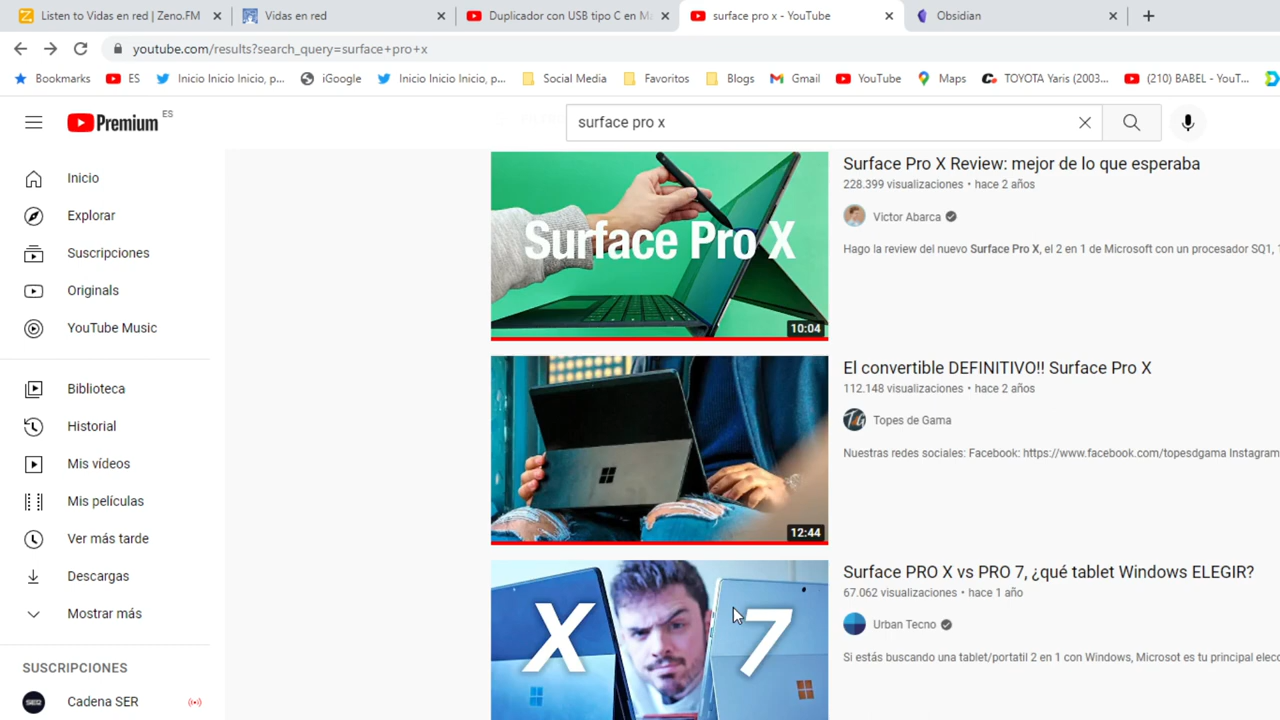 Listen to Vidas en red | Zeno.FM
Vidas en red
Duplicador con USB tipo C en Ma
surface pro x - YouTube
Obsidian
youtube.com/results?search_query=surface+pro+x
Bookmarks
ES
Inicio Inicio Inicio, p...
iGoogle
Inicio Inicio Inicio, p...
Social Media
Favoritos
Blogs
Gmail
YouTube
Maps
TOYOTA Yaris (2003...
(210) BABEL - YouT...
Premium ES
surface pro x
Inicio
Explorar
Suscripciones
Originals
YouTube Music
Biblioteca
Historial
Mis vídeos
Mis películas
Ver más tarde
Descargas
Mostrar más
SUSCRIPCIONES
SER
Cadena SER
Surface Pro X
10:04
Surface Pro X Review: mejor de lo que esperaba
228.399 visualizaciones • hace 2 años
Victor Abarca
Hago la review del nuevo Surface Pro X, el 2 en 1 de Microsoft con un procesador SQ1, 1
12:44
El convertible DEFINITIVO!! Surface Pro X
112.148 visualizaciones • hace 2 años
Topes de Gama
Nuestras redes sociales: Facebook: https://www.facebook.com/topesdgama Instagram
X 7
Surface PRO X vs PRO 7, ¿qué tablet Windows ELEGIR?
67.062 visualizaciones • hace 1 año
Urban Tecno
Si estás buscando una tablet/portatil 2 en 1 con Windows, Microsot es tu principal elecc